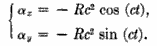 α_x = − Rc² cos (ct),
α_y = − Rc² sin (ct).